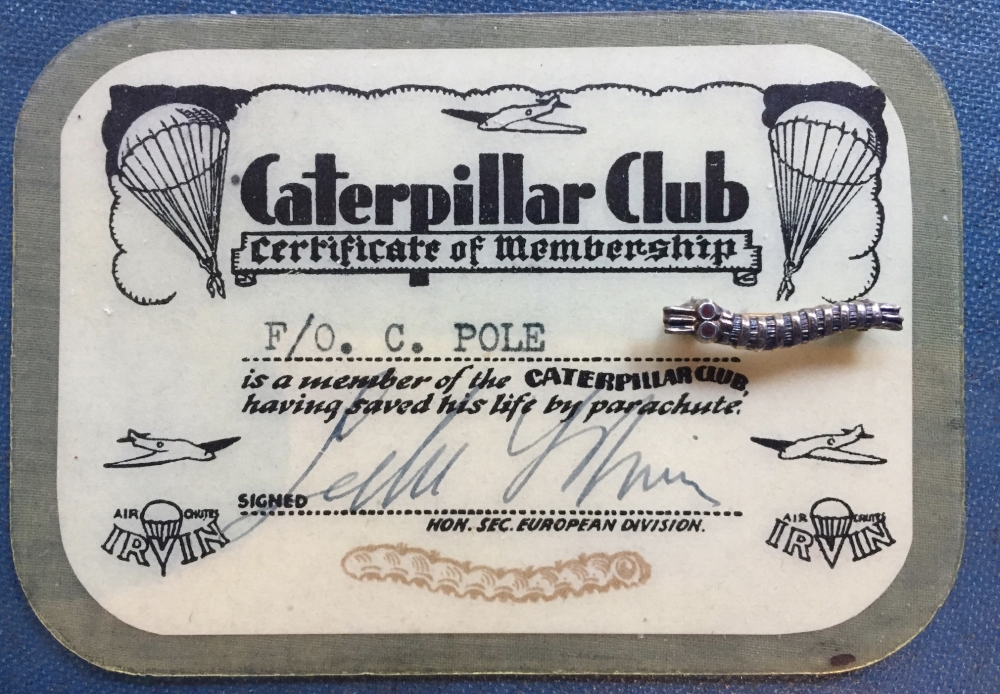 Caterpillar Club
Certificate of Membership
F/O. C. POLE
is a member of the CATERPILLAR CLUB,
having saved his life by parachute.
SIGNED
HON. SEC. EUROPEAN DIVISION.
AIR CHUTES
IRVIN
AIR CHUTES
IRVIN